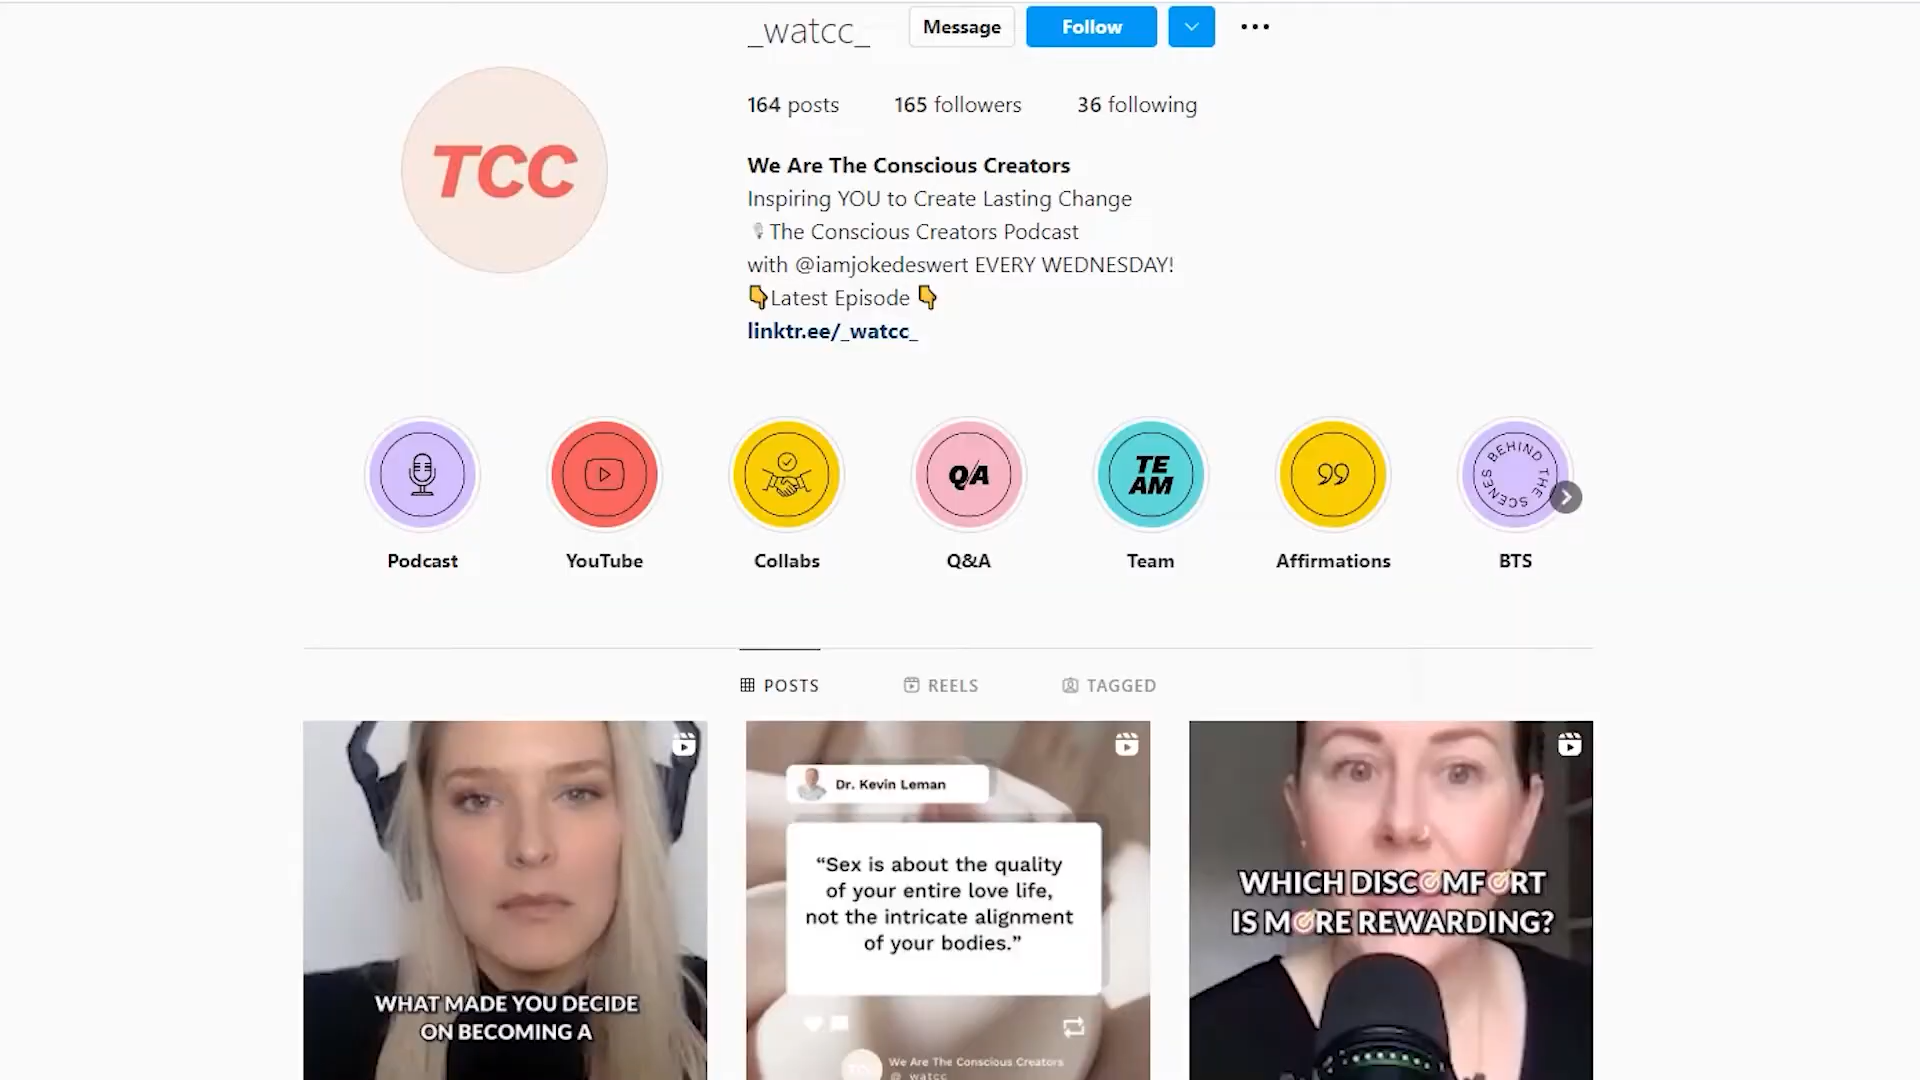 _watcc_
Message
Follow
TCC
164 posts
165 followers
36 following
We Are The Conscious Creators
Inspiring YOU to Create Lasting Change
The Conscious Creators Podcast
with @iamjokedeswert EVERY WEDNESDAY!
Latest Episode
linktr.ee/_watcc_
Q/A
TE
AM
BEHIND THE SCENES
Podcast
YouTube
Collabs
Q&A
Team
Affirmations
BTS
POSTS
REELS
TAGGED
WHAT MADE YOU DECIDE
ON BECOMING A
Dr. Kevin Leman
“Sex is about the quality
of your entire love life,
not the intricate alignment
of your bodies.”
We Are The Conscious Creators
@_watcc_
WHICH DISCOMFORT
IS MORE REWARDING?